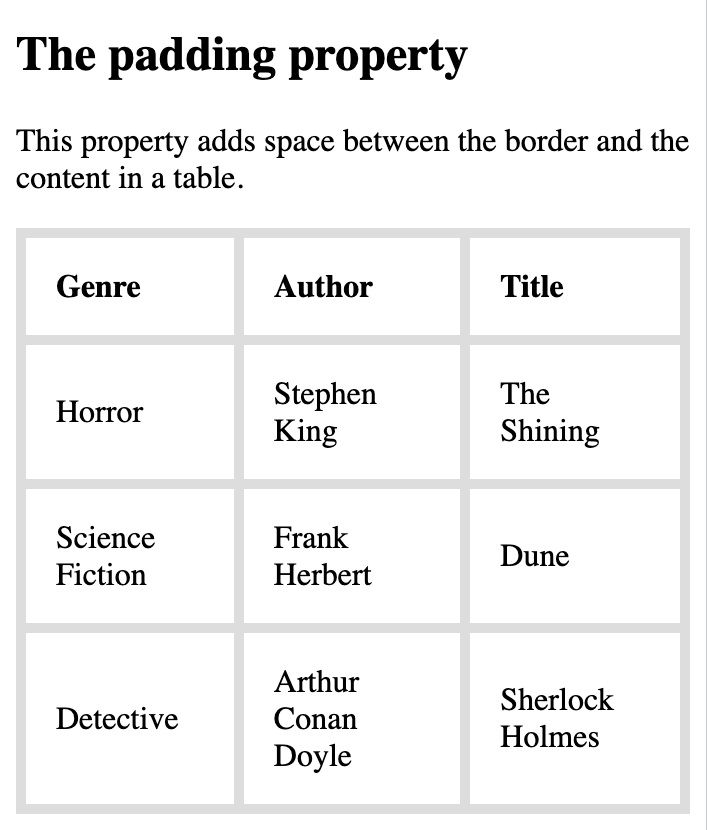 The padding property
This property adds space between the border and the
content in a table.
Genre Author Title
Horror Stephen King The Shining
Science Fiction Frank Herbert Dune
Detective Arthur Conan Doyle Sherlock Holmes